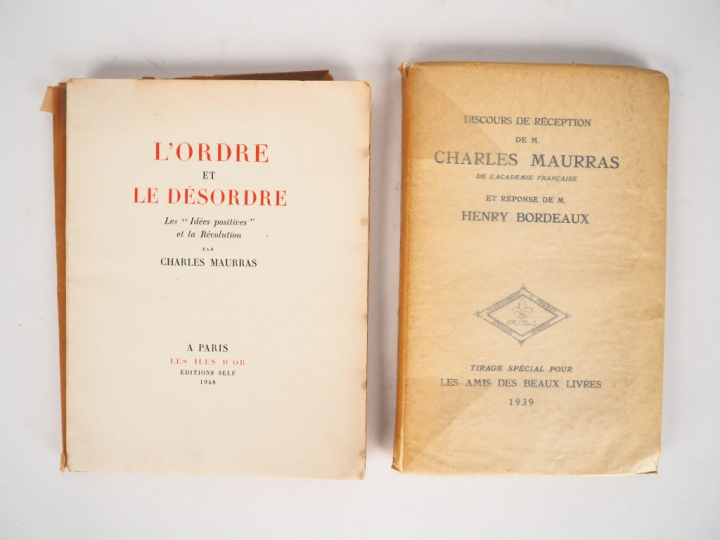 L'ORDRE
ET
LE DÉSORDRE
Les "Idées positives"
et la Révolution
PAR
CHARLES MAURRAS
A PARIS
LES ILES D'OR
ÉDITIONS SELF
1948
DISCOURS DE RÉCEPTION
DE M.
CHARLES MAURRAS
DE L'ACADÉMIE FRANÇAISE
ET RÉPONSE DE M.
HENRY BORDEAUX
TIRAGE SPÉCIAL POUR
LES AMIS DES BEAUX LIVRES
1939